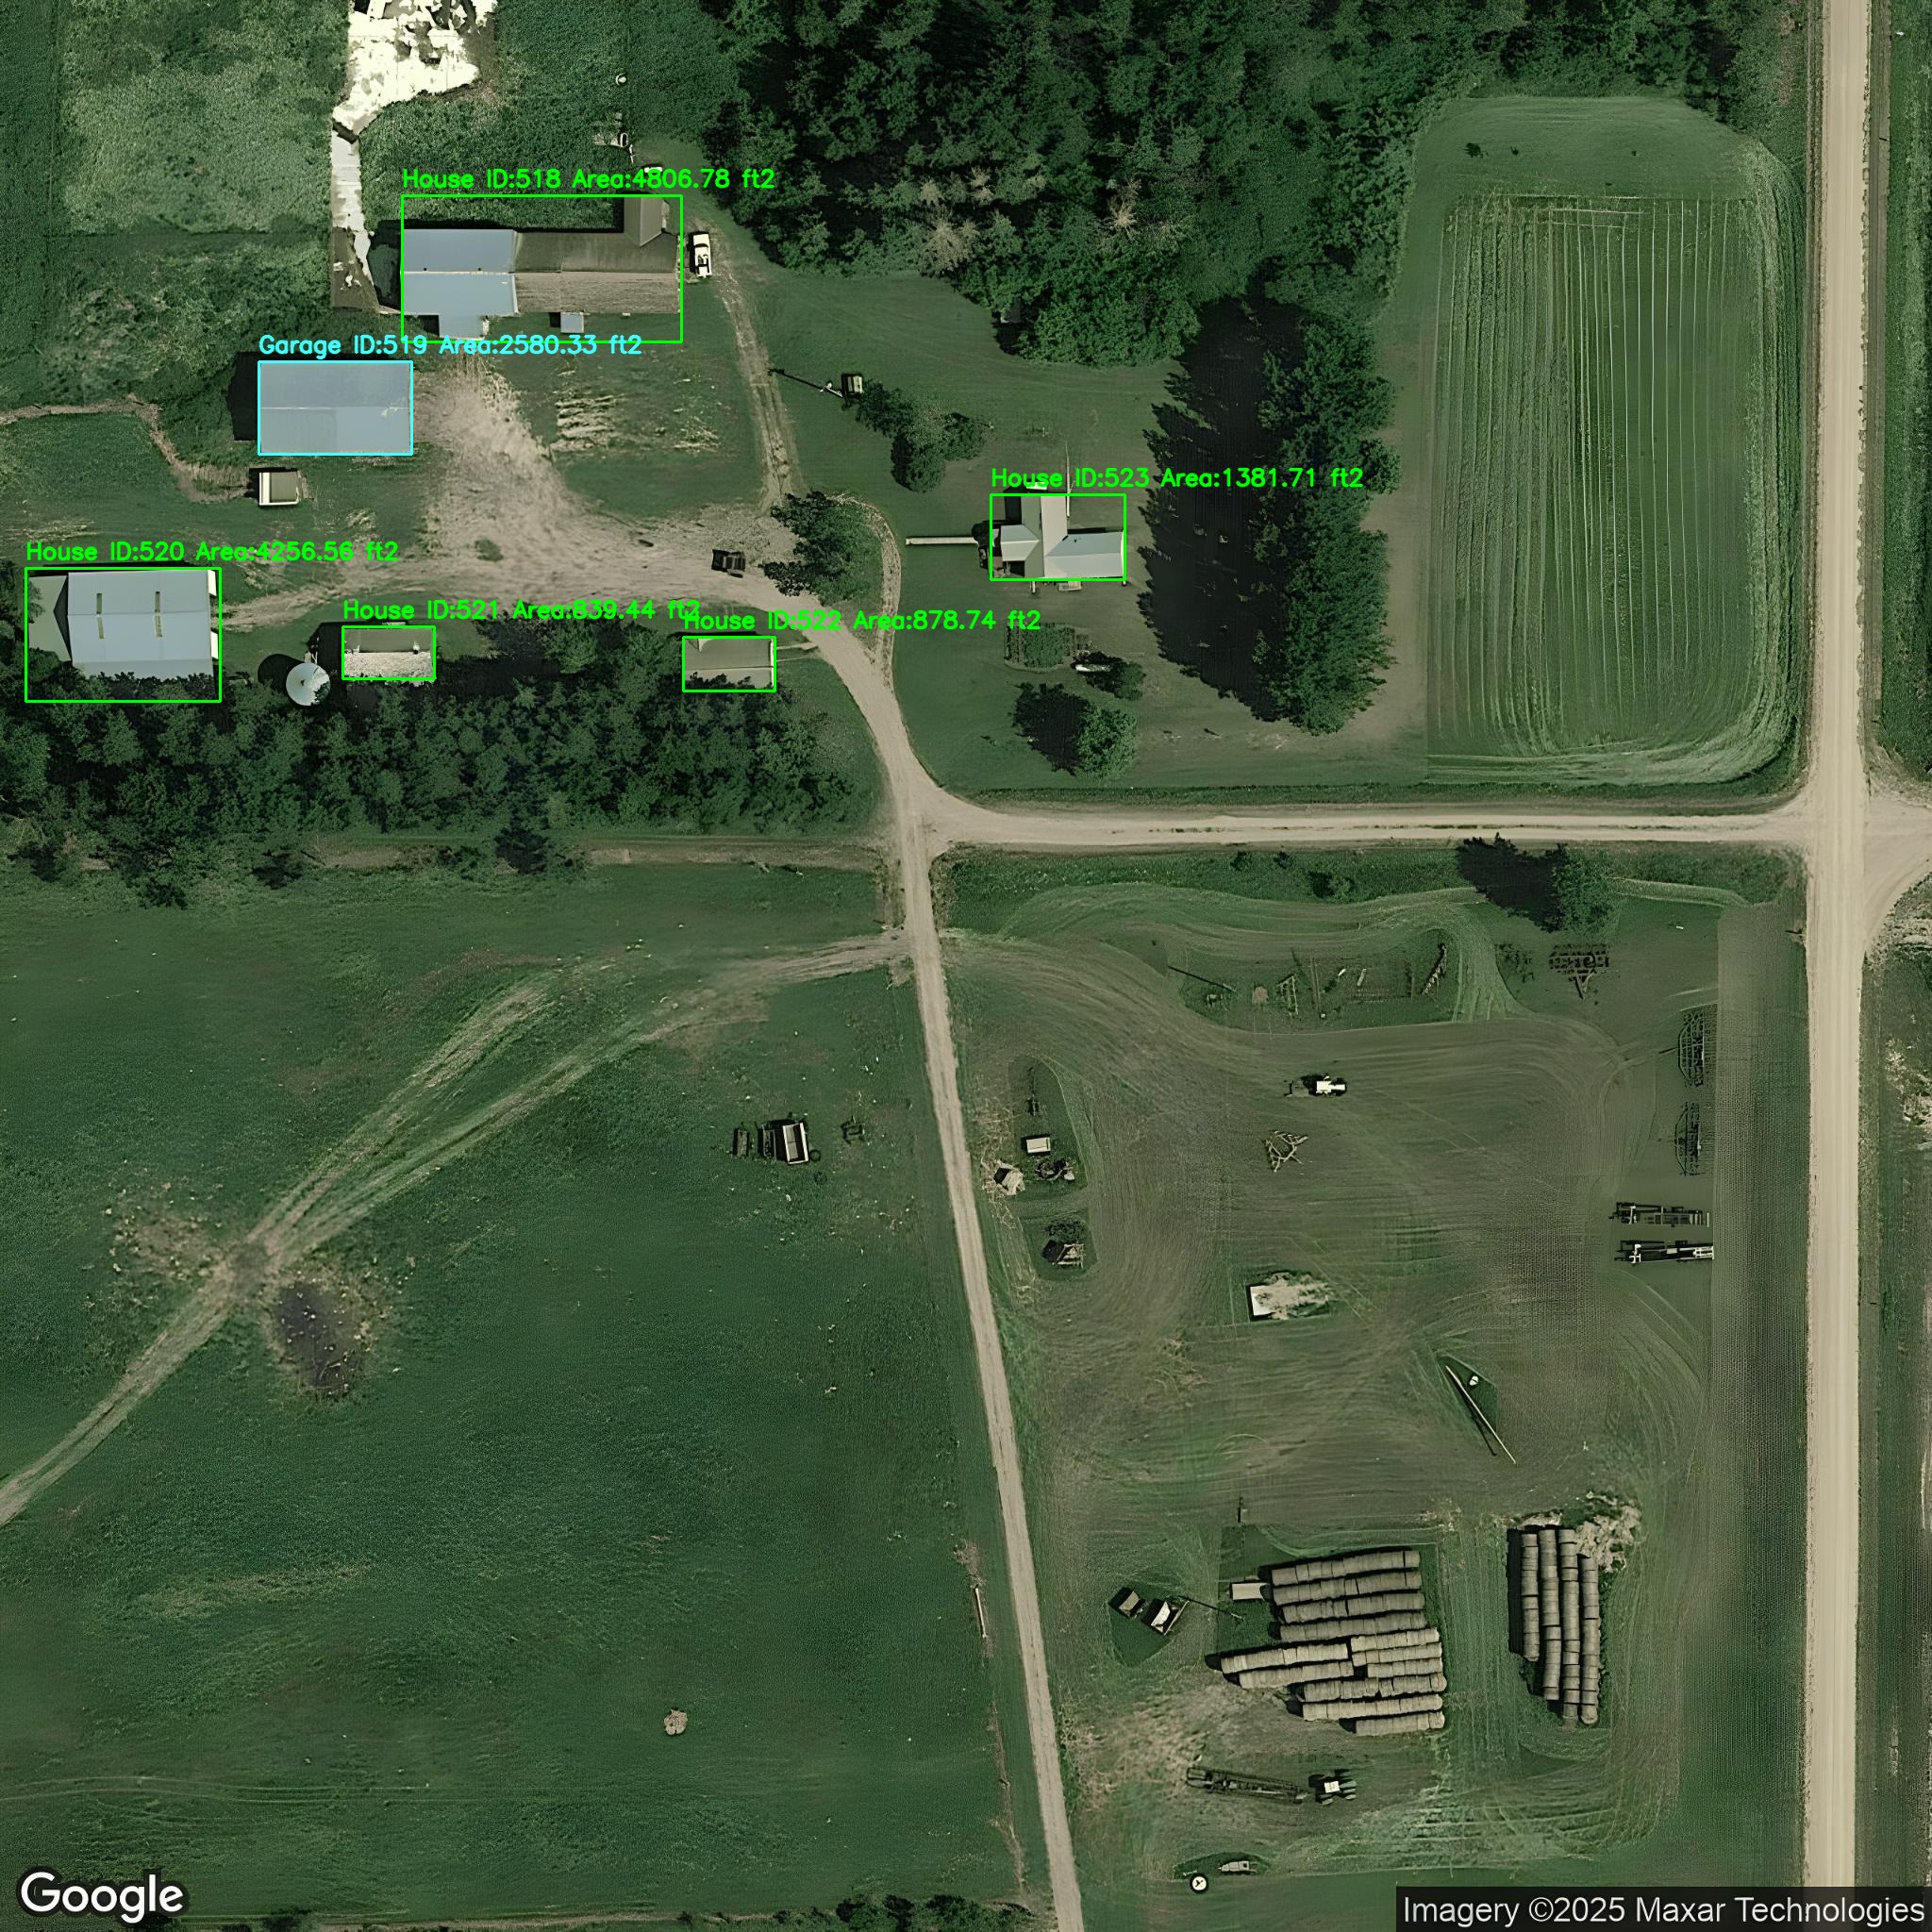 House ID:518 Area:4806.78 ft2
Garage ID:519 Area:2580.33 ft2
House ID:523 Area:1381.71 ft2
House ID:520 Area:4256.56 ft2
House ID:521 Area:839.44 ft2
House ID:522 Area:878.74 ft2
Google
Imagery ©2025 Maxar Technologies